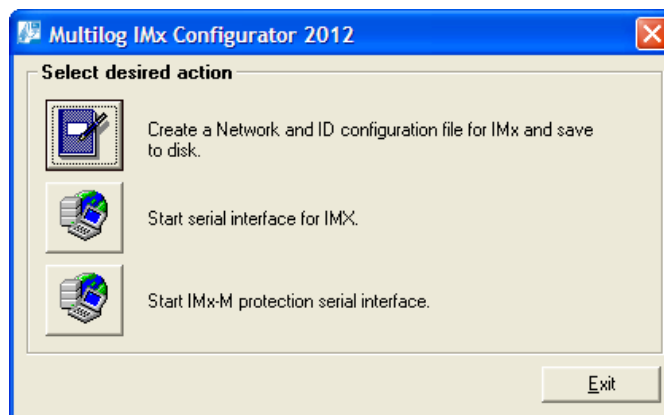 Multilog IMx Configurator 2012
Select desired action
Create a Network and ID configuration file for IMx and save
to disk.
Start serial interface for IMX.
Start IMx-M protection serial interface.
Exit